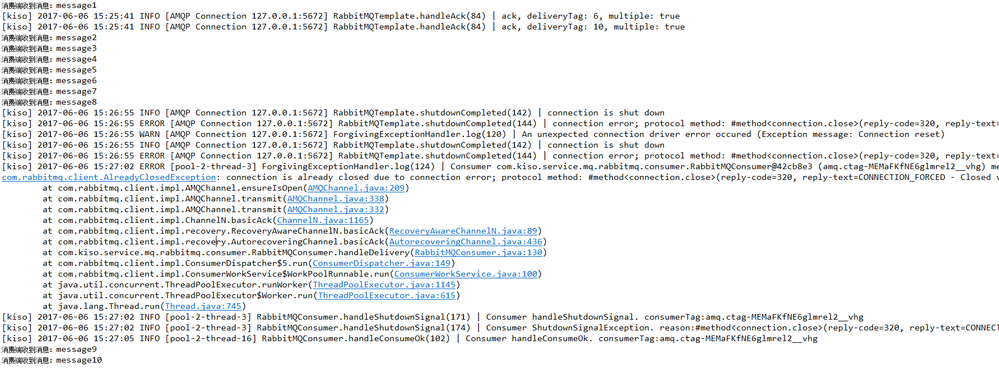 消费端收到消息：message1
[kiso] 2017-06-06 15:25:41 INFO [AMQP Connection 127.0.0.1:5672] RabbitMQTemplate.handleAck(84) | ack, deliveryTag: 6, multiple: true
[kiso] 2017-06-06 15:25:41 INFO [AMQP Connection 127.0.0.1:5672] RabbitMQTemplate.handleAck(84) | ack, deliveryTag: 10, multiple: true
消费端收到消息：message2
消费端收到消息：message3
消费端收到消息：message4
消费端收到消息：message5
消费端收到消息：message6
消费端收到消息：message7
消费端收到消息：message8
[kiso] 2017-06-06 15:26:55 INFO [AMQP Connection 127.0.0.1:5672] RabbitMQTemplate.shutdownCompleted(142) | connection is shut down
[kiso] 2017-06-06 15:26:55 ERROR [AMQP Connection 127.0.0.1:5672] RabbitMQTemplate.shutdownCompleted(144) | connection error; protocol method: #method<connection.close>(reply-code=320, reply-text=
[kiso] 2017-06-06 15:26:55 WARN [AMQP Connection 127.0.0.1:5672] ForgivingExceptionHandler.log(120) | An unexpected connection driver error occured (Exception message: Connection reset)
[kiso] 2017-06-06 15:26:55 INFO [AMQP Connection 127.0.0.1:5672] RabbitMQTemplate.shutdownCompleted(142) | connection is shut down
[kiso] 2017-06-06 15:26:55 ERROR [AMQP Connection 127.0.0.1:5672] RabbitMQTemplate.shutdownCompleted(144) | connection error; protocol method: #method<connection.close>(reply-code=320, reply-text=
[kiso] 2017-06-06 15:27:02 ERROR [pool-2-thread-3] ForgivingExceptionHandler.log(124) | Consumer com.kiso.service.mq.rabbitmq.consumer.RabbitMQConsumer@42cb8e3 (amq.ctag-MEMaFKfNE6glmrel2__vhg) me
com.rabbitmq.client.AlreadyClosedException: connection is already closed due to connection error; protocol method: #method<connection.close>(reply-code=320, reply-text=CONNECTION_FORCED - Closed v
at com.rabbitmq.client.impl.AMQChannel.ensureIsOpen(AMQChannel.java:209)
at com.rabbitmq.client.impl.AMQChannel.transmit(AMQChannel.java:338)
at com.rabbitmq.client.impl.AMQChannel.transmit(AMQChannel.java:332)
at com.rabbitmq.client.impl.ChannelN.basicAck(ChannelN.java:1165)
at com.rabbitmq.client.impl.recovery.RecoveryAwareChannelN.basicAck(RecoveryAwareChannelN.java:89)
at com.rabbitmq.client.impl.recovery.AutorecoveringChannel.basicAck(AutorecoveringChannel.java:436)
at com.kiso.service.mq.rabbitmq.consumer.RabbitMQConsumer.handleDelivery(RabbitMQConsumer.java:130)
at com.rabbitmq.client.impl.ConsumerDispatcher$5.run(ConsumerDispatcher.java:149)
at com.rabbitmq.client.impl.ConsumerWorkService$WorkPoolRunnable.run(ConsumerWorkService.java:100)
at java.util.concurrent.ThreadPoolExecutor.runWorker(ThreadPoolExecutor.java:1145)
at java.util.concurrent.ThreadPoolExecutor$Worker.run(ThreadPoolExecutor.java:615)
at java.lang.Thread.run(Thread.java:745)
[kiso] 2017-06-06 15:27:02 INFO [pool-2-thread-3] RabbitMQConsumer.handleShutdownSignal(171) | Consumer handleShutdownSignal. consumerTag:amq.ctag-MEMaFKfNE6glmrel2__vhg
[kiso] 2017-06-06 15:27:02 INFO [pool-2-thread-3] RabbitMQConsumer.handleShutdownSignal(174) | Consumer ShutdownSignalException. reason:#method<connection.close>(reply-code=320, reply-text=CONNECT
[kiso] 2017-06-06 15:27:05 INFO [pool-2-thread-16] RabbitMQConsumer.handleConsumeOk(102) | Consumer handleConsumeOk. consumerTag:amq.ctag-MEMaFKfNE6glmrel2__vhg
消费端收到消息：message9
消费端收到消息：message10